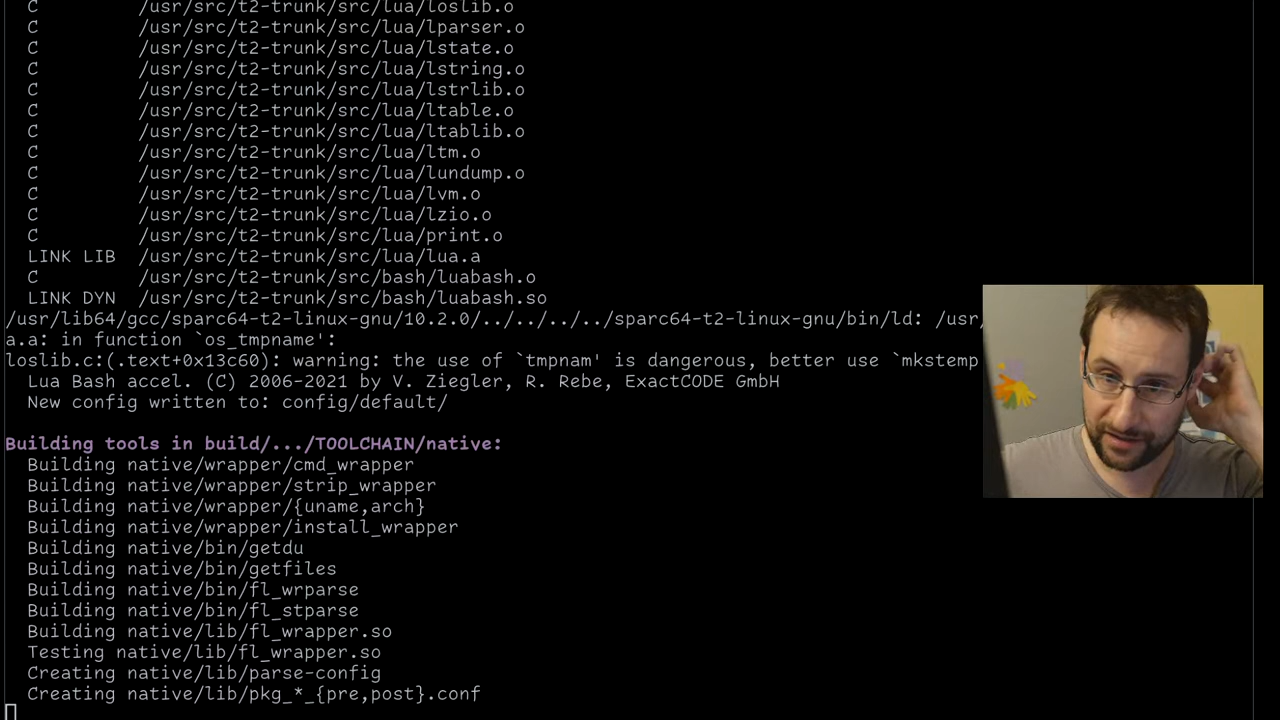 C /usr/src/t2-trunk/src/lua/loslib.o
C /usr/src/t2-trunk/src/lua/lparser.o
C /usr/src/t2-trunk/src/lua/lstate.o
C /usr/src/t2-trunk/src/lua/lstring.o
C /usr/src/t2-trunk/src/lua/lstrlib.o
C /usr/src/t2-trunk/src/lua/ltable.o
C /usr/src/t2-trunk/src/lua/ltablib.o
C /usr/src/t2-trunk/src/lua/ltm.o
C /usr/src/t2-trunk/src/lua/lundump.o
C /usr/src/t2-trunk/src/lua/lvm.o
C /usr/src/t2-trunk/src/lua/lzio.o
C /usr/src/t2-trunk/src/lua/print.o
LINK LIB /usr/src/t2-trunk/src/lua/lua.a
C /usr/src/t2-trunk/src/bash/luabash.o
LINK DYN /usr/src/t2-trunk/src/bash/luabash.so
/usr/lib64/gcc/sparc64-t2-linux-gnu/10.2.0/../../../../sparc64-t2-linux-gnu/bin/ld: /usr/
a.a: in function `os_tmpname':
loslib.c:(.text+0x13c60): warning: the use of `tmpnam' is dangerous, better use `mkstemp
Lua Bash accel. (C) 2006-2021 by V. Ziegler, R. Rebe, ExactCODE GmbH
New config written to: config/default/
Building tools in build/.../TOOLCHAIN/native:
Building native/wrapper/cmd_wrapper
Building native/wrapper/strip_wrapper
Building native/wrapper/{uname,arch}
Building native/wrapper/install_wrapper
Building native/bin/getdu
Building native/bin/getfiles
Building native/bin/fl_wrparse
Building native/bin/fl_stparse
Building native/lib/fl_wrapper.so
Testing native/lib/fl_wrapper.so
Creating native/lib/parse-config
Creating native/lib/pkg_*_{pre,post}.conf